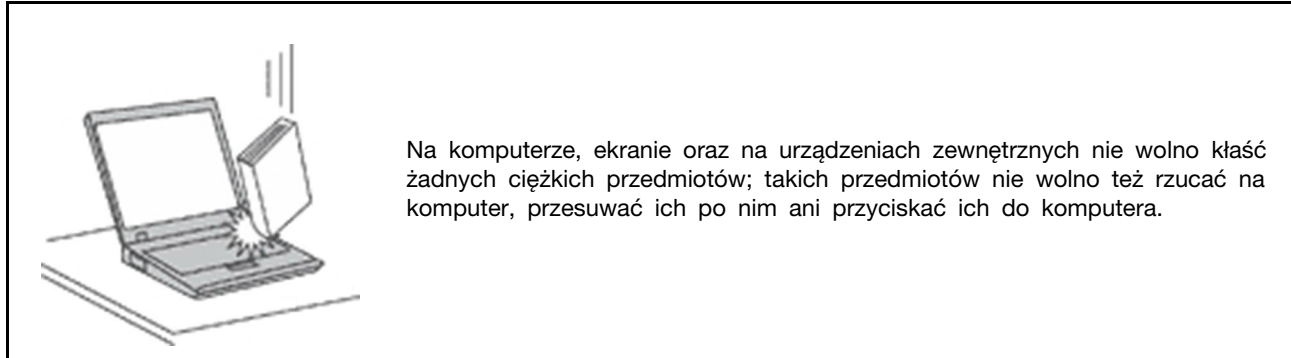 Na komputerze, ekranie oraz na urządzeniach zewnętrznych nie wolno kłaść
żadnych ciężkich przedmiotów; takich przedmiotów nie wolno też rzucać na
komputer, przesuwać ich po nim ani przyciskać ich do komputera.